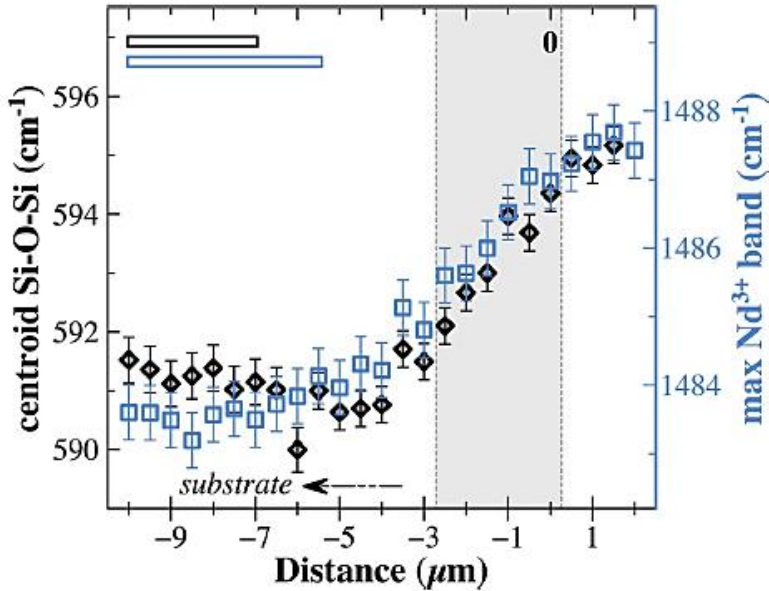 0
596
594
592
590
centroid Si-O-Si (cm⁻¹)
1488
1486
1484
max Nd³⁺ band (cm⁻¹)
substrate
−9 −7 −5 −3 −1 1
Distance (μm)